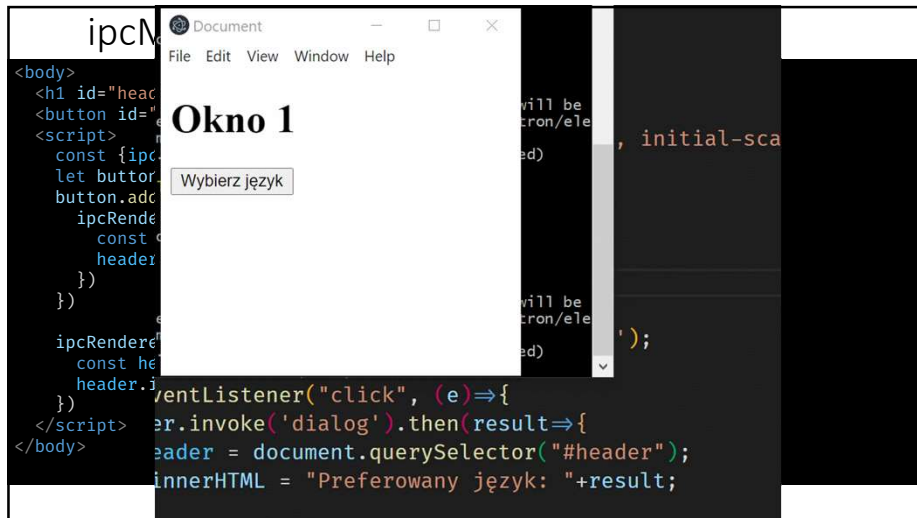 ipcM
Document
File Edit View Window Help
Okno 1
Wybierz język
<body>
<h1 id="head
<button id="
<script>
const {ipc
let button
button.add
ipcRende
const
header
})
})
ipcRendere
const he
header.i
})
</script>
</body>
will be
tron/ele
ed)
will be
tron/ele
ed)
, initial-sca
');
ventListener("click", (e)⇒{
er.invoke('dialog').then(result⇒{
eader = document.querySelector("#header");
innerHTML = "Preferowany język: "+result;